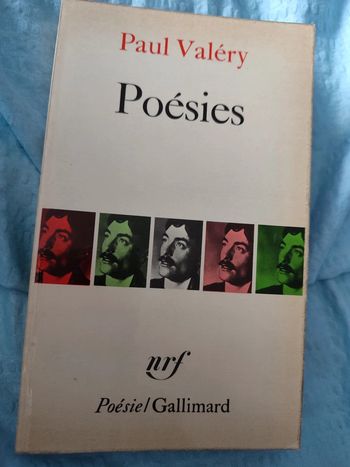 Paul Valéry
Poésies
nrf
Poésie/Gallimard